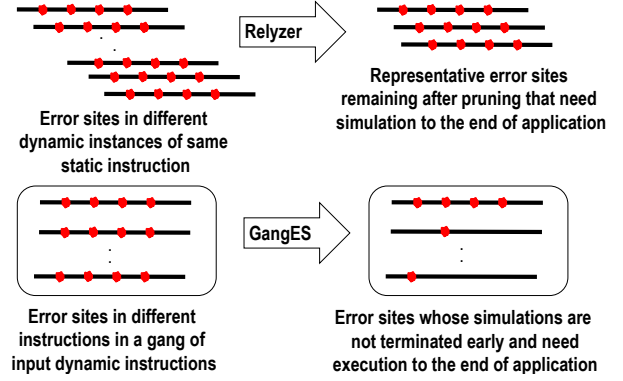 Relyzer
Error sites in different
dynamic instances of same
static instruction
Representative error sites
remaining after pruning that need
simulation to the end of application
GangES
Error sites in different
instructions in a gang of
input dynamic instructions
Error sites whose simulations are
not terminated early and need
execution to the end of application